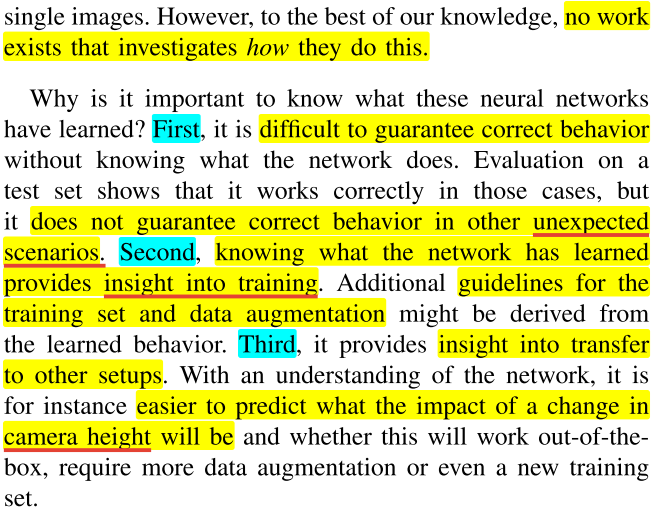 single images. However, to the best of our knowledge, no work
exists that investigates how they do this.
Why is it important to know what these neural networks
have learned? First, it is difficult to guarantee correct behavior
without knowing what the network does. Evaluation on a
test set shows that it works correctly in those cases, but
it does not guarantee correct behavior in other unexpected
scenarios. Second, knowing what the network has learned
provides insight into training. Additional guidelines for the
training set and data augmentation might be derived from
the learned behavior. Third, it provides insight into transfer
to other setups. With an understanding of the network, it is
for instance easier to predict what the impact of a change in
camera height will be and whether this will work out-of-the-
box, require more data augmentation or even a new training
set.